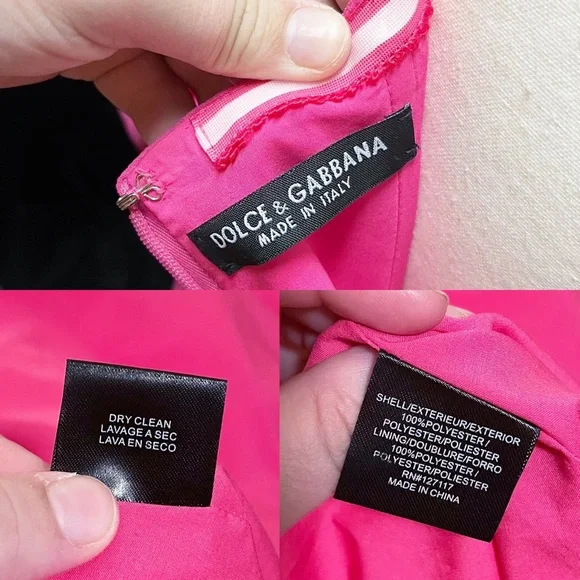 DOLCE & GABBANA
MADE IN ITALY
DRY CLEAN
LAVAGE A SEC
LAVA EN SECO
SHELL/EXTERIEUR/EXTERIOR
100%POLYESTER/
POLYESTER/POLIESTER
LINING/DOUBLURE/FORRO
100%POLYESTER/
POLYESTER/POLIESTER
RN#127117
MADE IN CHINA